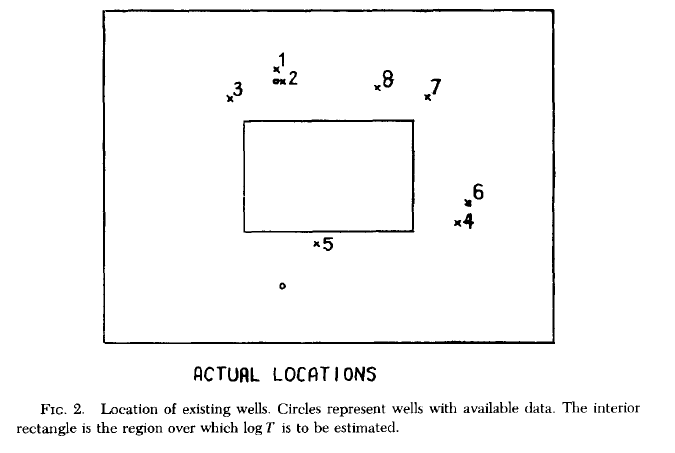 1
2
3
8
7
6
4
5
ACTUAL LOCATIONS
FIG. 2. Location of existing wells. Circles represent wells with available data. The interior
rectangle is the region over which log T is to be estimated.